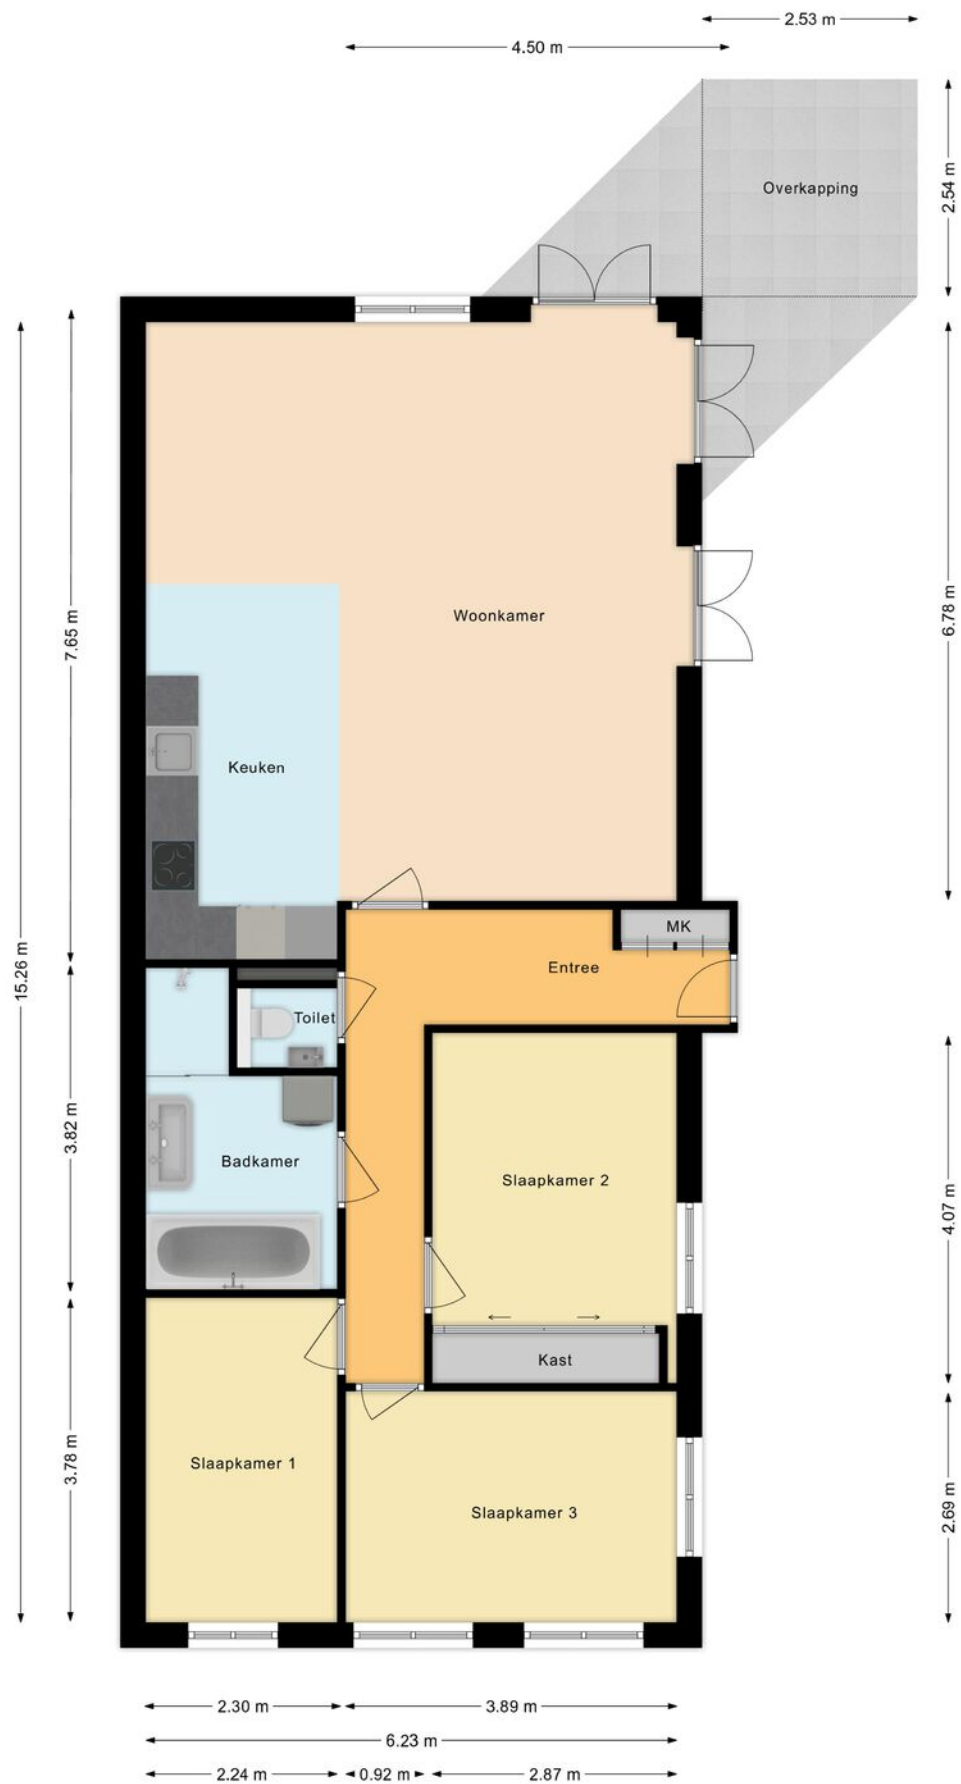 2.53 m
4.50 m
Overkapping
2.54 m
Woonkamer
7.65 m
6.78 m
Keuken
MK
Entree
15.26 m
Toilet
3.82 m
Badkamer
Slaapkamer 2
4.07 m
Kast
Slaapkamer 1
3.78 m
Slaapkamer 3
2.69 m
2.30 m
3.89 m
6.23 m
2.24 m
0.92 m
2.87 m